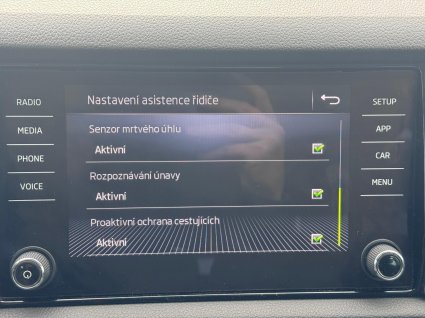 Nastavení asistence řidiče
RADIO
MEDIA
PHONE
VOICE
Senzor mrtvého úhlu
Aktivní
Rozpoznávání únavy
Aktivní
Proaktivní ochrana cestujících
Aktivní
SETUP
APP
CAR
MENU